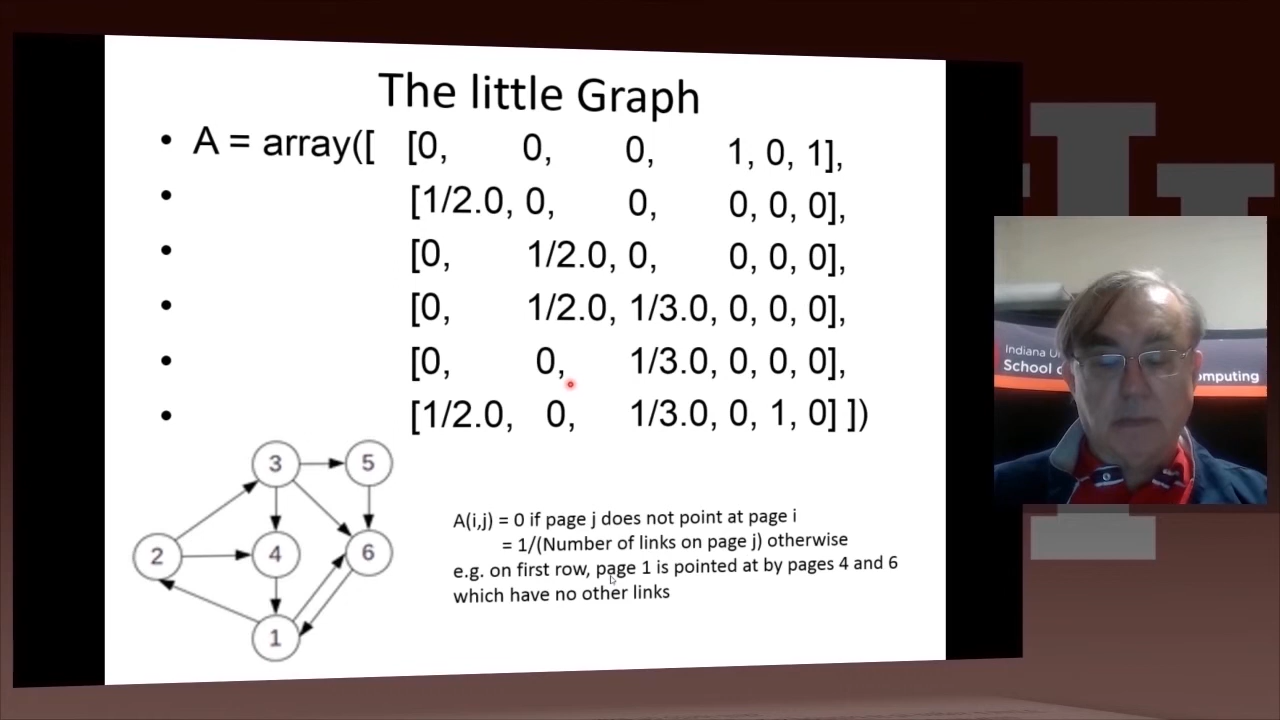 The little Graph
• A = array([ [0, 0, 0, 1, 0, 1],
• [1/2.0, 0, 0, 0, 0, 0],
• [0, 1/2.0, 0, 0, 0, 0],
• [0, 1/2.0, 1/3.0, 0, 0, 0],
• [0, 0, 1/3.0, 0, 0, 0],
• [1/2.0, 0, 1/3.0, 0, 1, 0] ])
3 5
2 4 6
1
A(i,j) = 0 if page j does not point at page i
= 1/(Number of links on page j) otherwise
e.g. on first row, page 1 is pointed at by pages 4 and 6
which have no other links
Indiana
School omputing